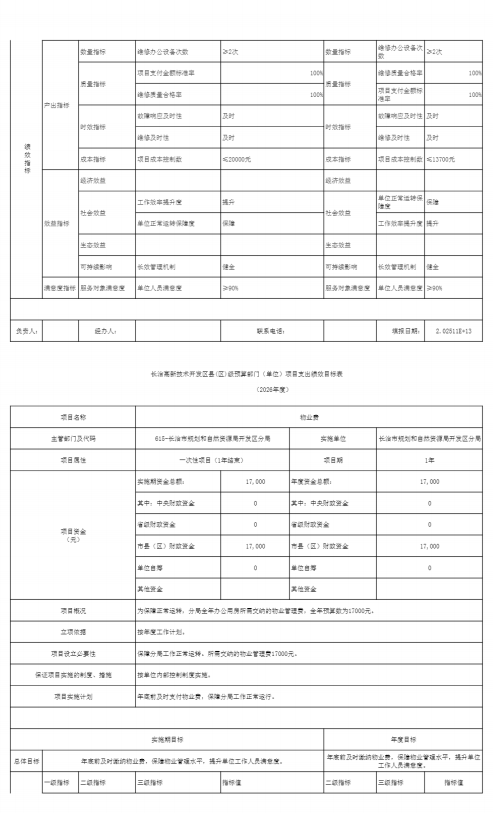 数量指标 维修办公设备次数 ≥2次 数量指标 维修办公设备次数 ≥2次
绩效指标 产出指标 质量指标 项目支付金额标准率 100% 质量指标 维修质量合格率 100%
维修质量合格率 100% 项目支付金额标准率 100%
时效指标 故障响应及时性 及时 时效指标 故障响应及时性 及时
维修及时性 及时 维修及时性 及时
成本指标 项目成本控制数 ≤20000元 成本指标 项目成本控制数 ≤13700元
效益指标 经济效益 经济效益
社会效益 工作效率提升度 提升 社会效益 单位正常运转保障度 保障
单位正常运转保障度 保障 工作效率提升度 提升
生态效益 生态效益
可持续影响 长效管理机制 健全 可持续影响 长效管理机制 健全
满意度指标 服务对象满意度 单位人员满意度 ≥90% 服务对象满意度 单位人员满意度 ≥90%
负责人: 经办人: 联系电话: 填报日期: 2.02511E+13
长治高新技术开发区县(区)级预算部门(单位)项目支出绩效目标表
(2026年度)
项目名称 物业费
主管部门及代码 615-长治市规划和自然资源局开发区分局 实施单位 长治市规划和自然资源局开发区分局
项目属性 一次性项目(1年结束) 项目期 1年
项目资金(元) 实施期资金总额: 17,000 年度资金总额: 17,000
其中:中央财政资金 0 其中:中央财政资金 0
省级财政资金 0 省级财政资金 0
市县(区)财政资金 17,000 市县(区)财政资金 17,000
单位自筹 0 单位自筹 0
其他资金 其他资金
项目概况 为保障正常运转,分局全年办公用房所需交纳的物业管理费,全年预算数为17000元。
立项依据 按年度工作计划。
项目设立必要性 保障分局工作正常运转。所需交纳的物业管理费17000元。
保证项目实施的制度、措施 按单位内部控制制度实施。
项目实施计划 年底前及时支付物业费,保障分局工作正常运行。
实施期目标 年度目标
总体目标 年底前及时缴纳物业费,保障物业管理水平,提升单位工作人员满意度。 年底前及时缴纳物业费,保障物业管理水平,提升单位工作人员满意度。
一级指标 二级指标 三级指标 指标值 二级指标 三级指标 指标值